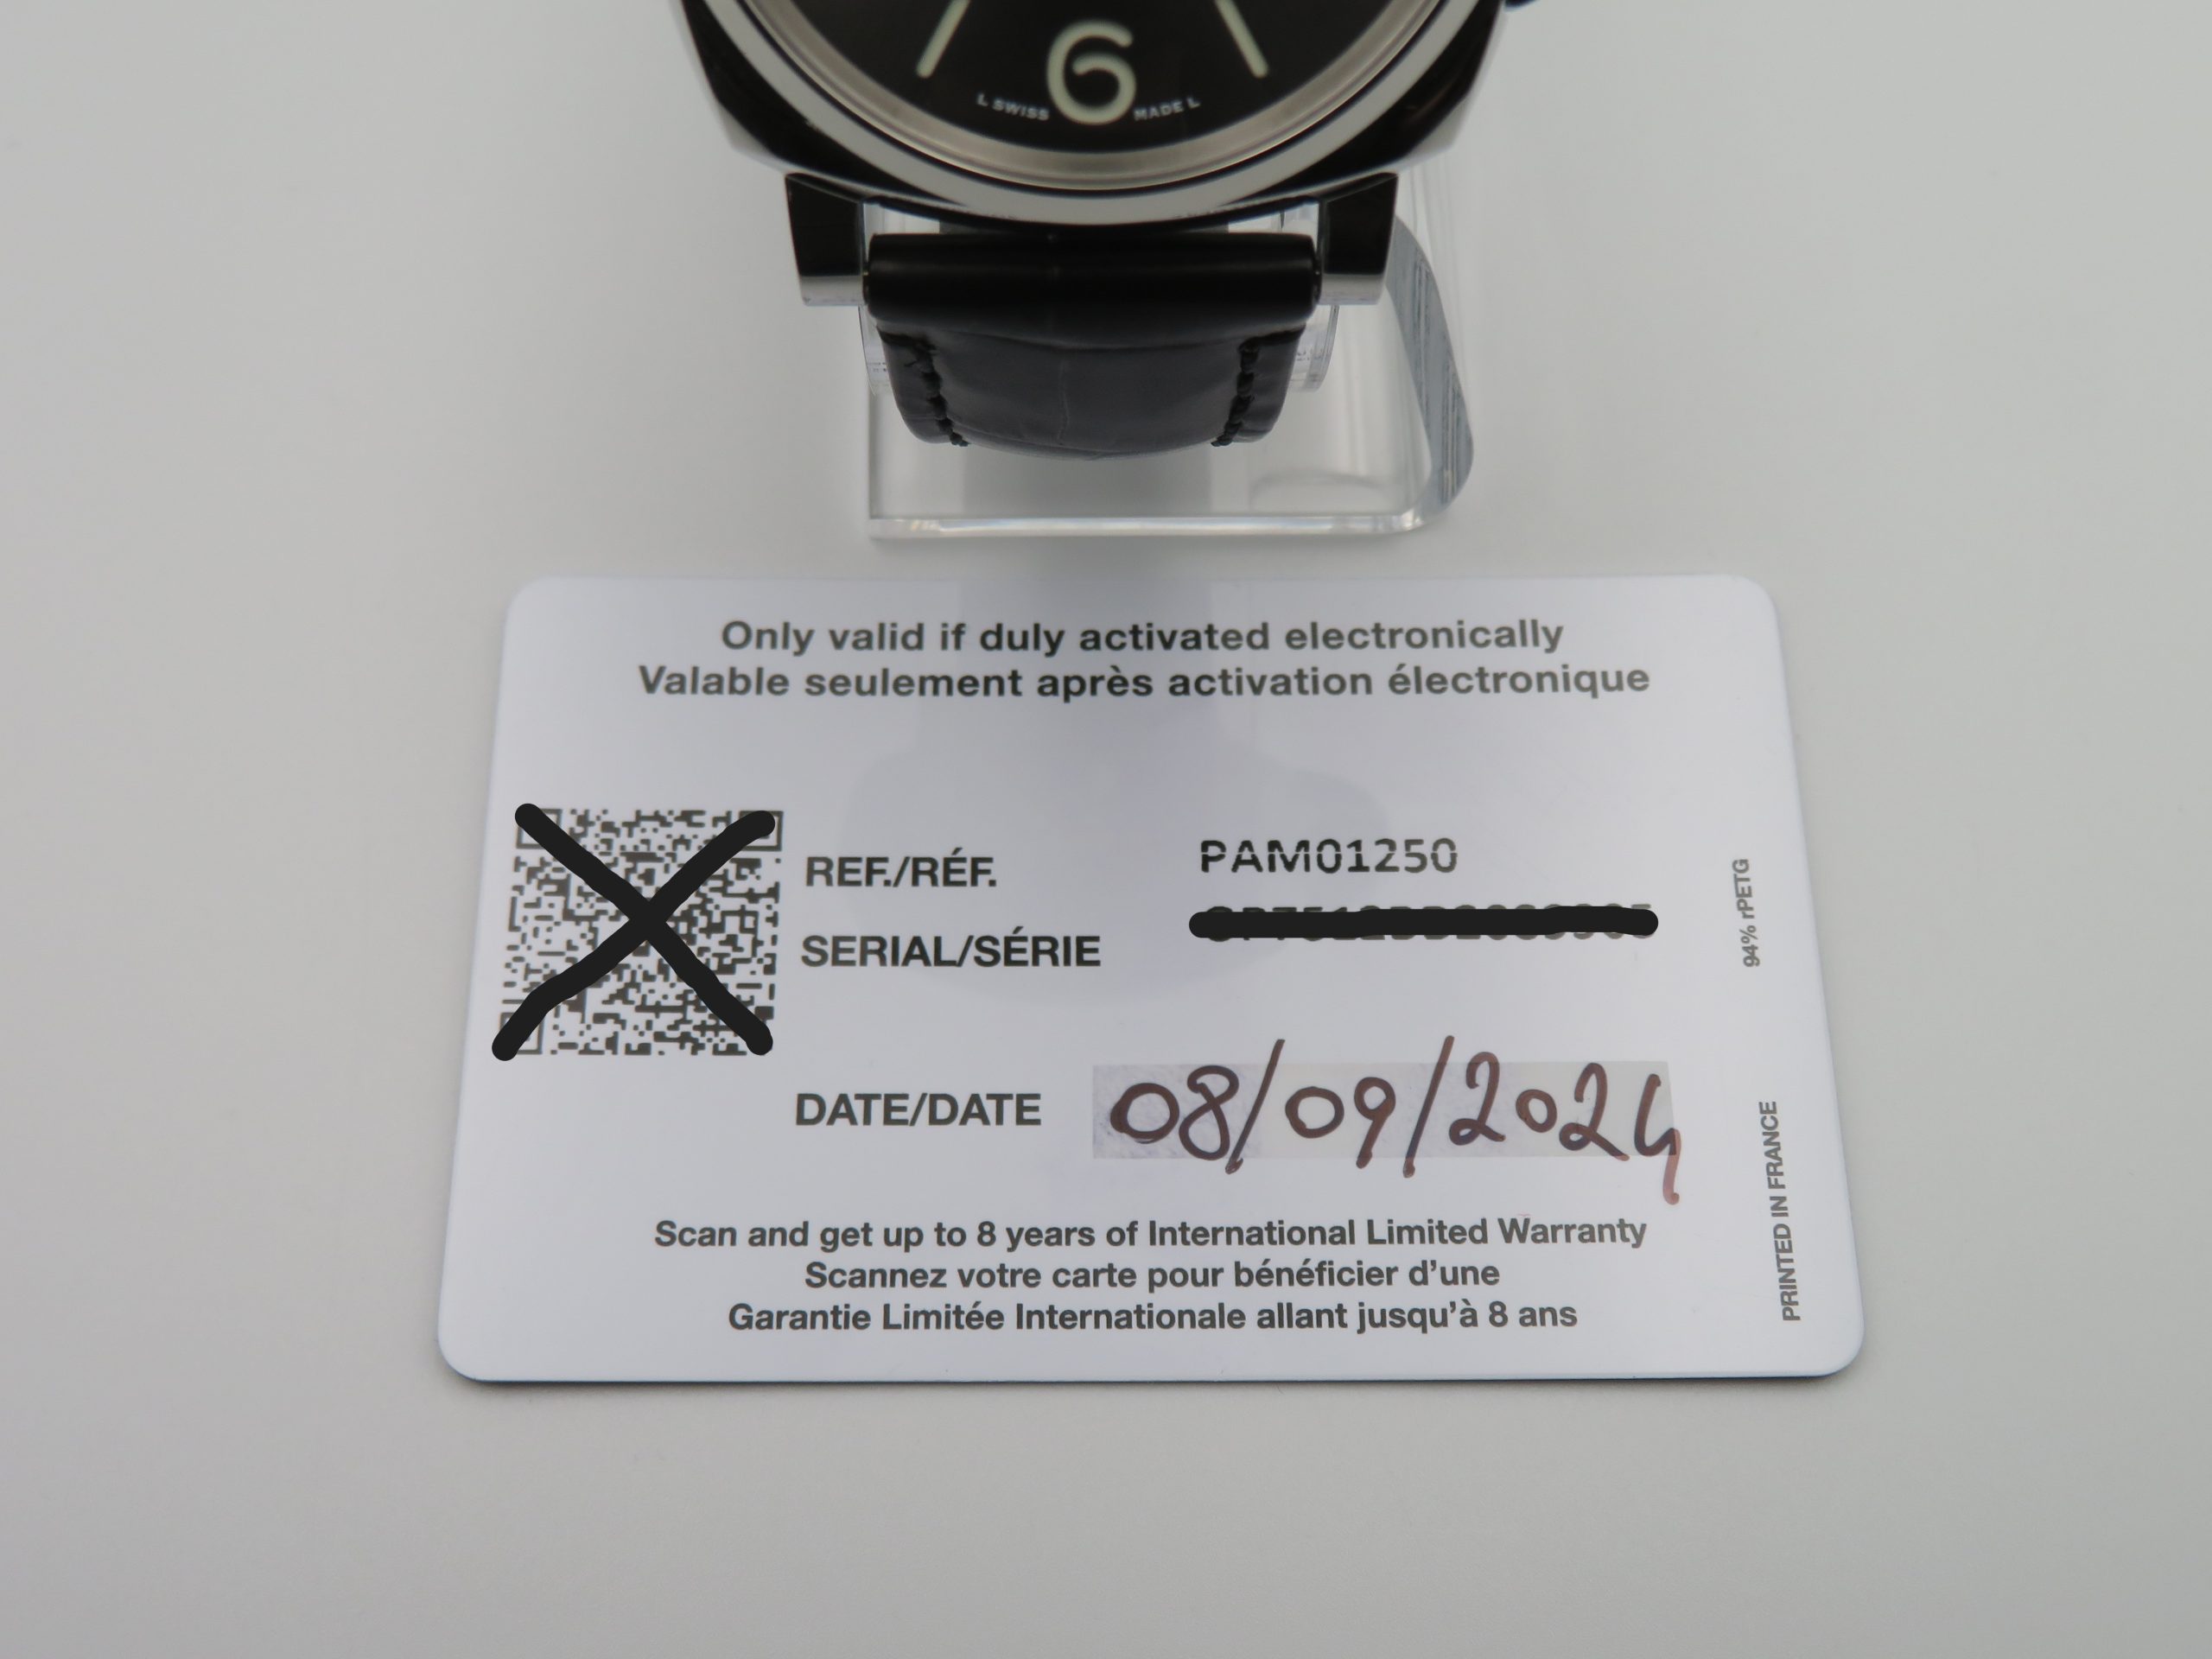 6
L SWISS MADE L
Only valid if duly activated electronically
Valable seulement après activation électronique
REF./RÉF. PAM01250
SERIAL/SÉRIE
DATE/DATE 08/09/2024
Scan and get up to 8 years of International Limited Warranty
Scannez votre carte pour bénéficier d’une
Garantie Limitée Internationale allant jusqu’à 8 ans
94% rPETG
PRINTED IN FRANCE